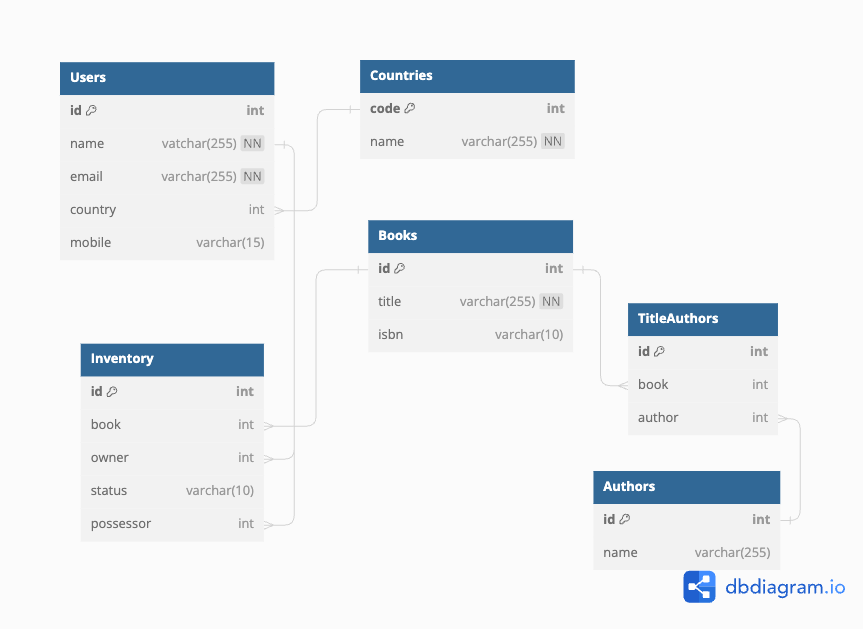 Users
id int
name vatchar(255) NN
email varchar(255) NN
country int
mobile varchar(15)
Countries
code int
name varchar(255) NN
Books
id int
title varchar(255) NN
isbn varchar(10)
TitleAuthors
id int
book int
author int
Inventory
id int
book int
owner int
status varchar(10)
possessor int
Authors
id int
name varchar(255)
dbdiagram.io